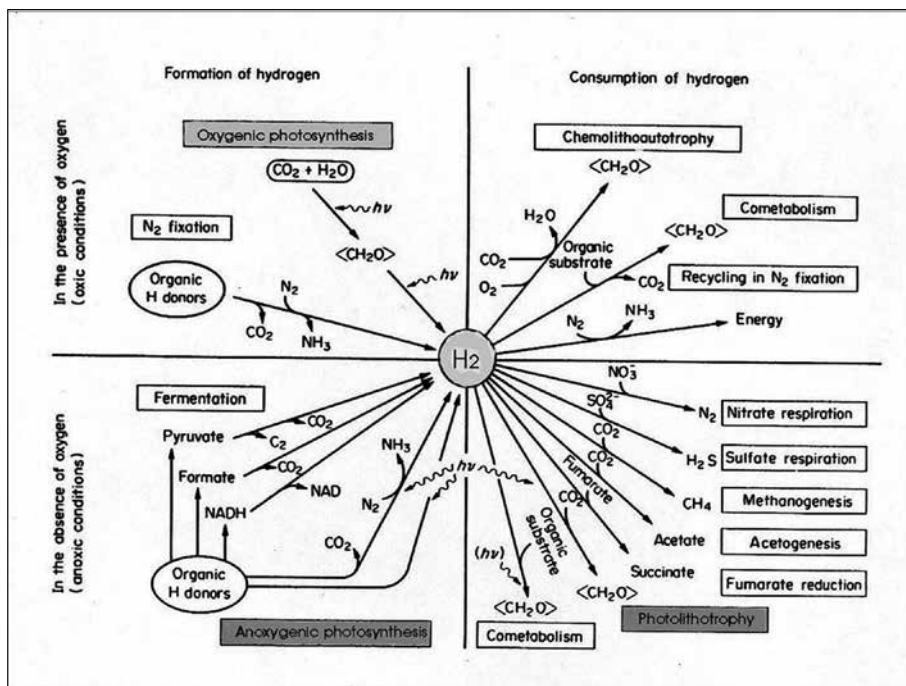 Formation of hydrogen
Consumption of hydrogen
In the presence of oxygen
(oxic conditions)
Oxygenic photosynthesis
CO₂ + H₂O
hν
N₂ fixation
⟨CH₂O⟩
hν
Organic
H donors
N₂
CO₂
NH₃
Chemolithoautotrophy
⟨CH₂O⟩
H₂O
Cometabolism
⟨CH₂O⟩
CO₂
Organic
substrate
O₂
CO₂
Recycling in N₂ fixation
N₂
NH₃
Energy
H2
In the absence of oxygen
(anoxic conditions)
Fermentation
Pyruvate
CO₂
C₂
Formate
CO₂
NADH
NAD
NH₃
N₂
hν
CO₂
Organic
H donors
Anoxygenic photosynthesis
NO₃⁻
N₂
Nitrate respiration
SO₄²⁻
H₂S
Sulfate respiration
CO₂
CH₄
Methanogenesis
CO₂
Acetate
Acetogenesis
Fumarate
Succinate
Fumarate reduction
CO₂
⟨CH₂O⟩
Photolithotrophy
Organic
substrate
(hν)
⟨CH₂O⟩
Cometabolism